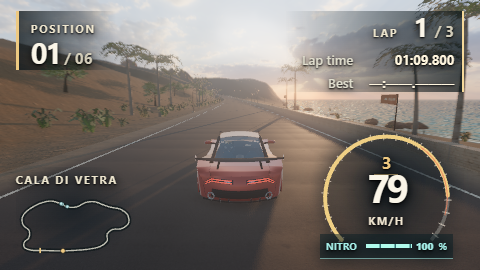 POSITION
01 / 06
LAP 1 / 3
Lap time 01:09.800
Best
3
79
KM/H
NITRO 100 %
CALA DI VETRA